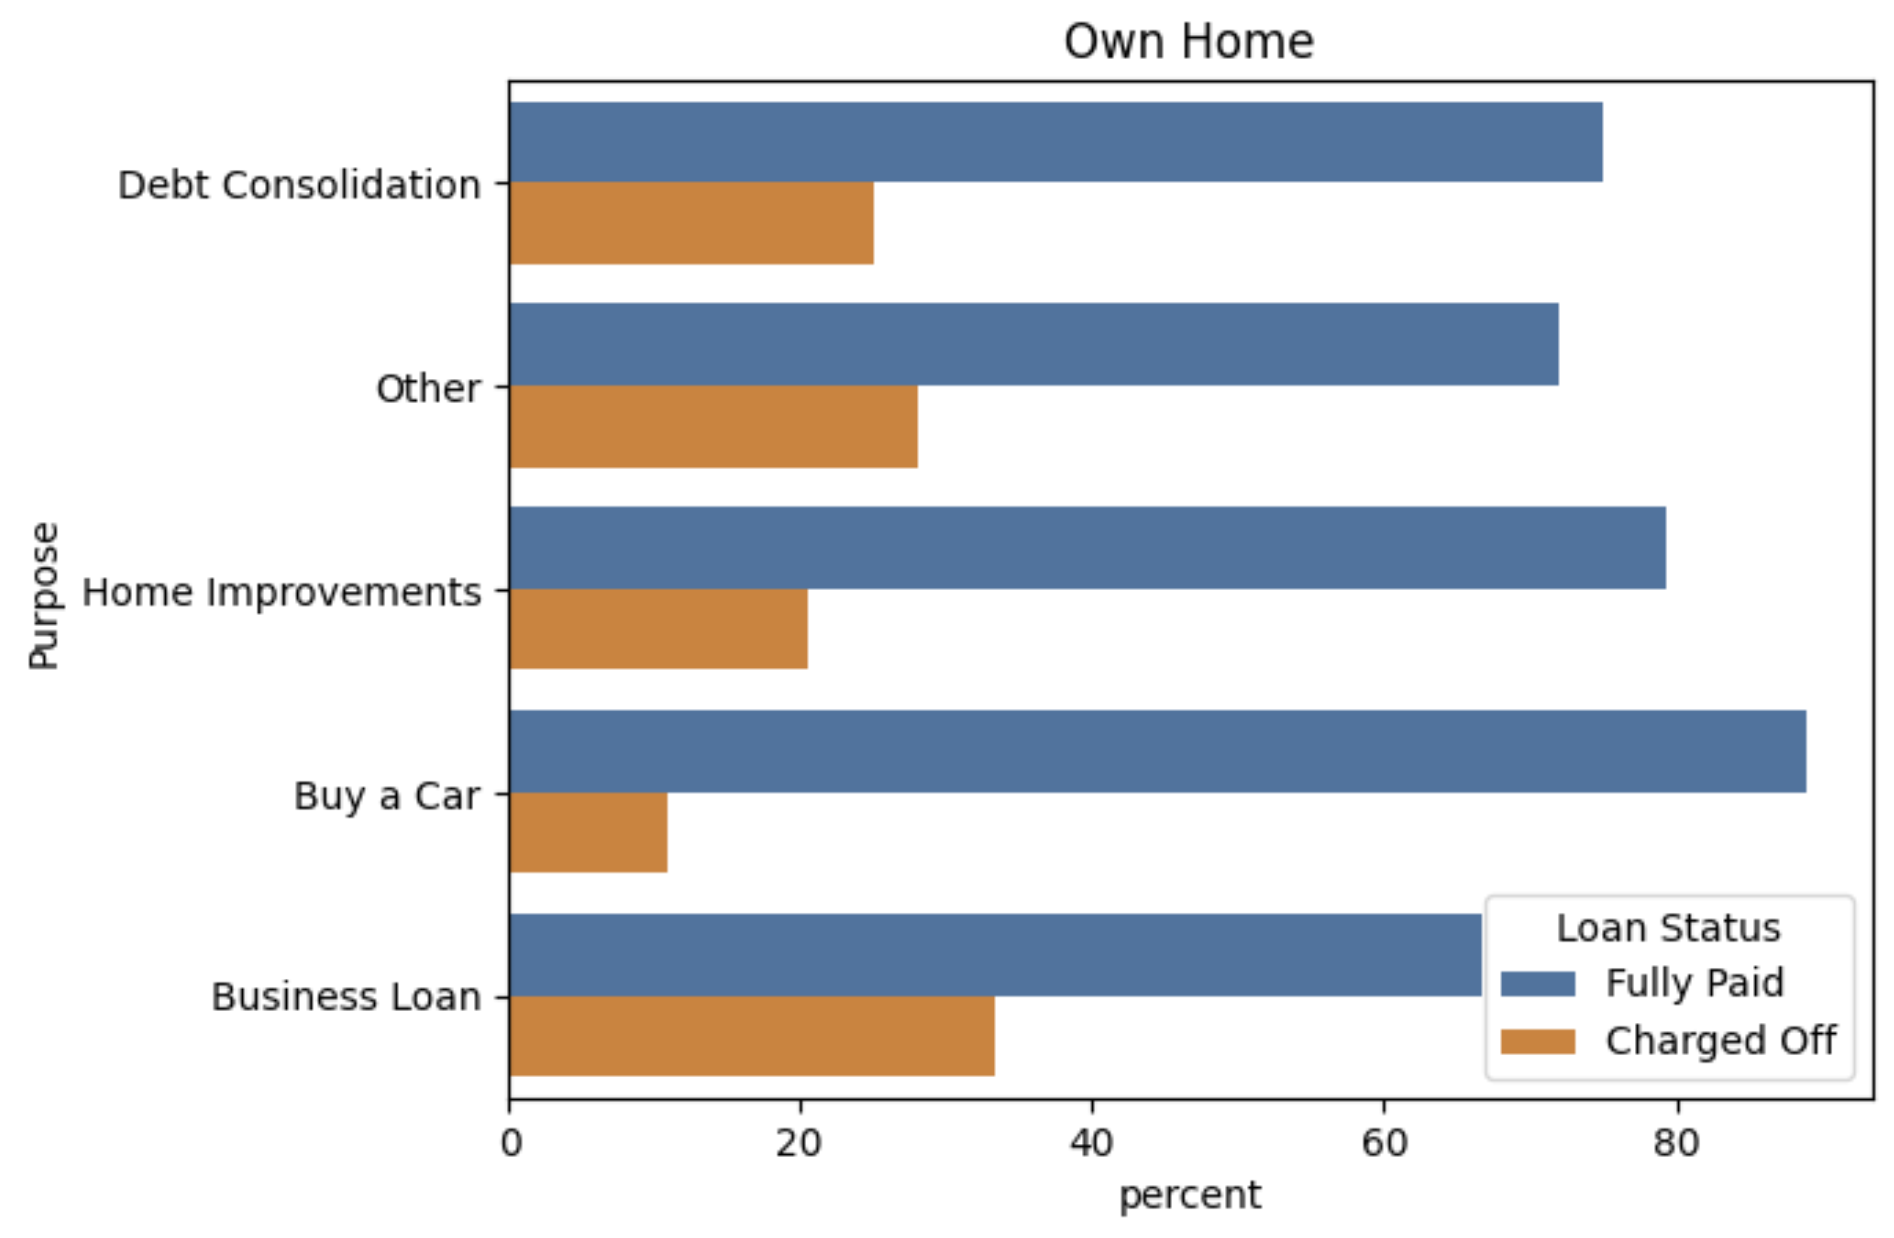 Own Home
Purpose
Debt Consolidation
Other
Home Improvements
Buy a Car
Business Loan
Loan Status
Fully Paid
Charged Off
0 20 40 60 80
percent